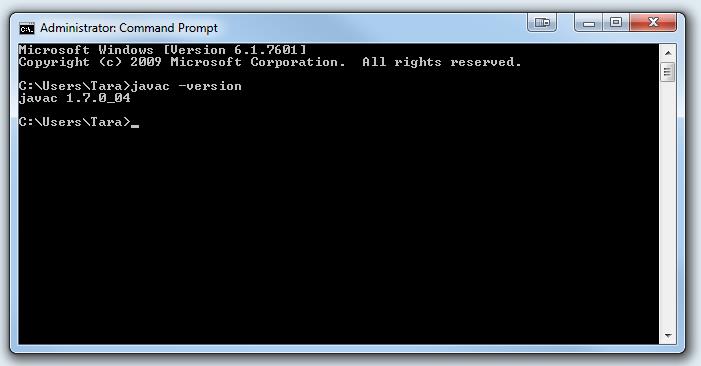 Administrator: Command Prompt
Microsoft Windows [Version 6.1.7601]
Copyright (c) 2009 Microsoft Corporation.  All rights reserved.
C:\Users\Tara>javac -version
javac 1.7.0_04
C:\Users\Tara>_